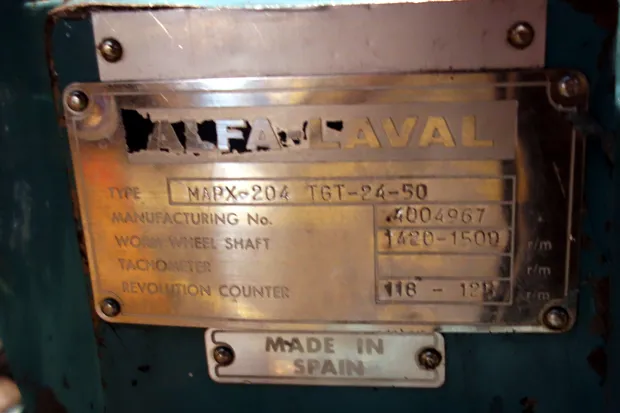 ALFA-LAVAL
TYPE MAPX-204 TGT-24-50
MANUFACTURING No. 4004967
WORM WHEEL SHAFT 1420-1500 r/m
TACHOMETER r/m
REVOLUTION COUNTER 118 - 125 r/m
MADE IN
SPAIN